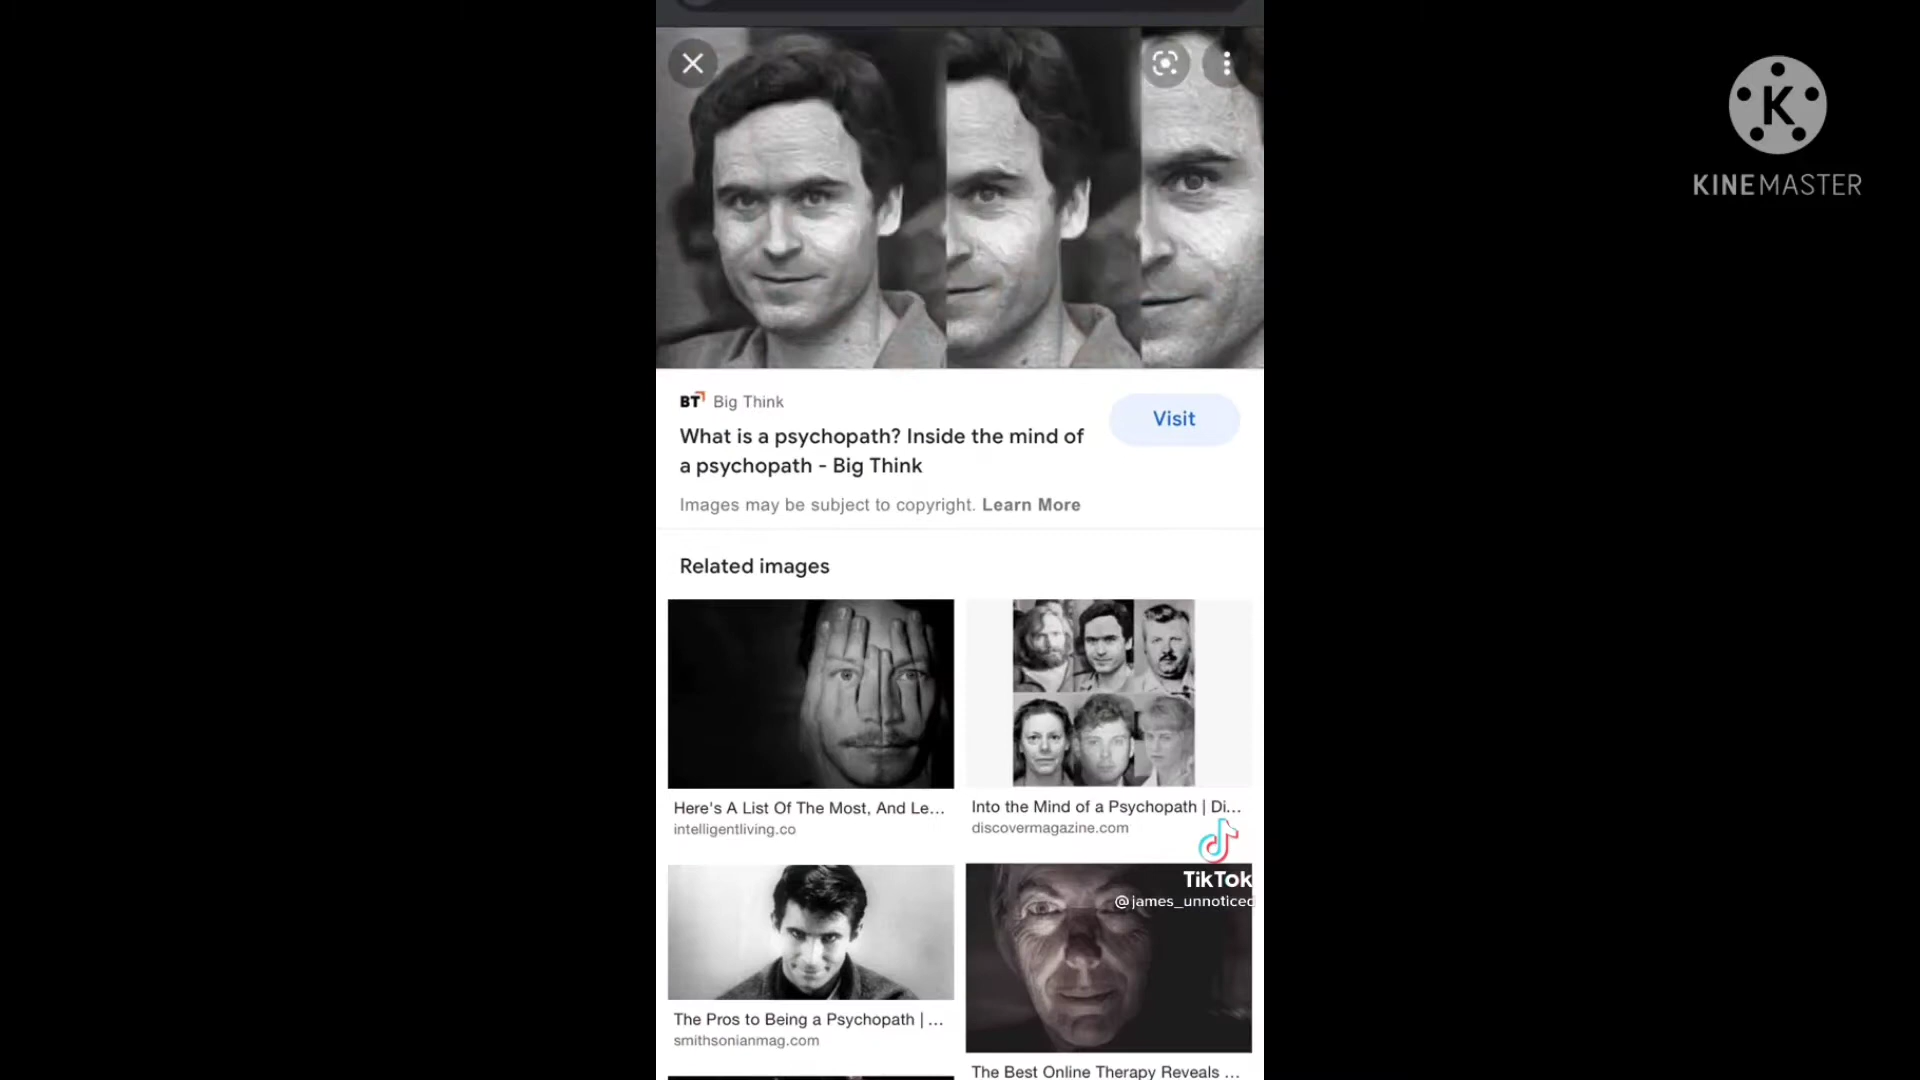 K
KINEMASTER
BT Big Think
Visit
What is a psychopath? Inside the mind of
a psychopath - Big Think
Images may be subject to copyright. Learn More
Related images
Here's A List Of The Most, And Le...
intelligentliving.co
Into the Mind of a Psychopath | Di...
discovermagazine.com
TikTok
@james_unnoticed
The Pros to Being a Psychopath | ...
smithsonianmag.com
The Best Online Therapy Reveals ...